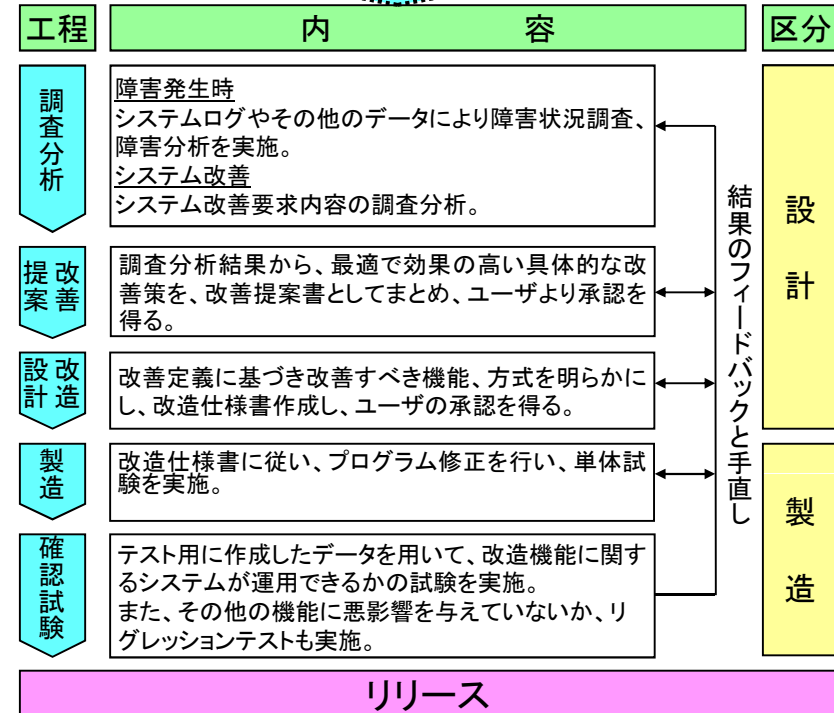 工程
内容
区分
調査分析
障害発生時
システムログやその他のデータにより障害状況調査、
障害分析を実施。
システム改善
システム改善要求内容の調査分析。
改善提案
調査分析結果から、最適で効果の高い具体的な改
善策を、改善提案書としてまとめ、ユーザより承認を
得る。
改造設計
改善定義に基づき改善すべき機能、方式を明らかに
し、改造仕様書作成し、ユーザの承認を得る。
製造
改造仕様書に従い、プログラム修正を行い、単体試
験を実施。
確認試験
テスト用に作成したデータを用いて、改造機能に関す
るシステムが運用できるかの試験を実施。
また、その他の機能に悪影響を与えていないか、リ
グレッションテストも実施。
結果のフィードバックと手直し
設計
製造
リリース